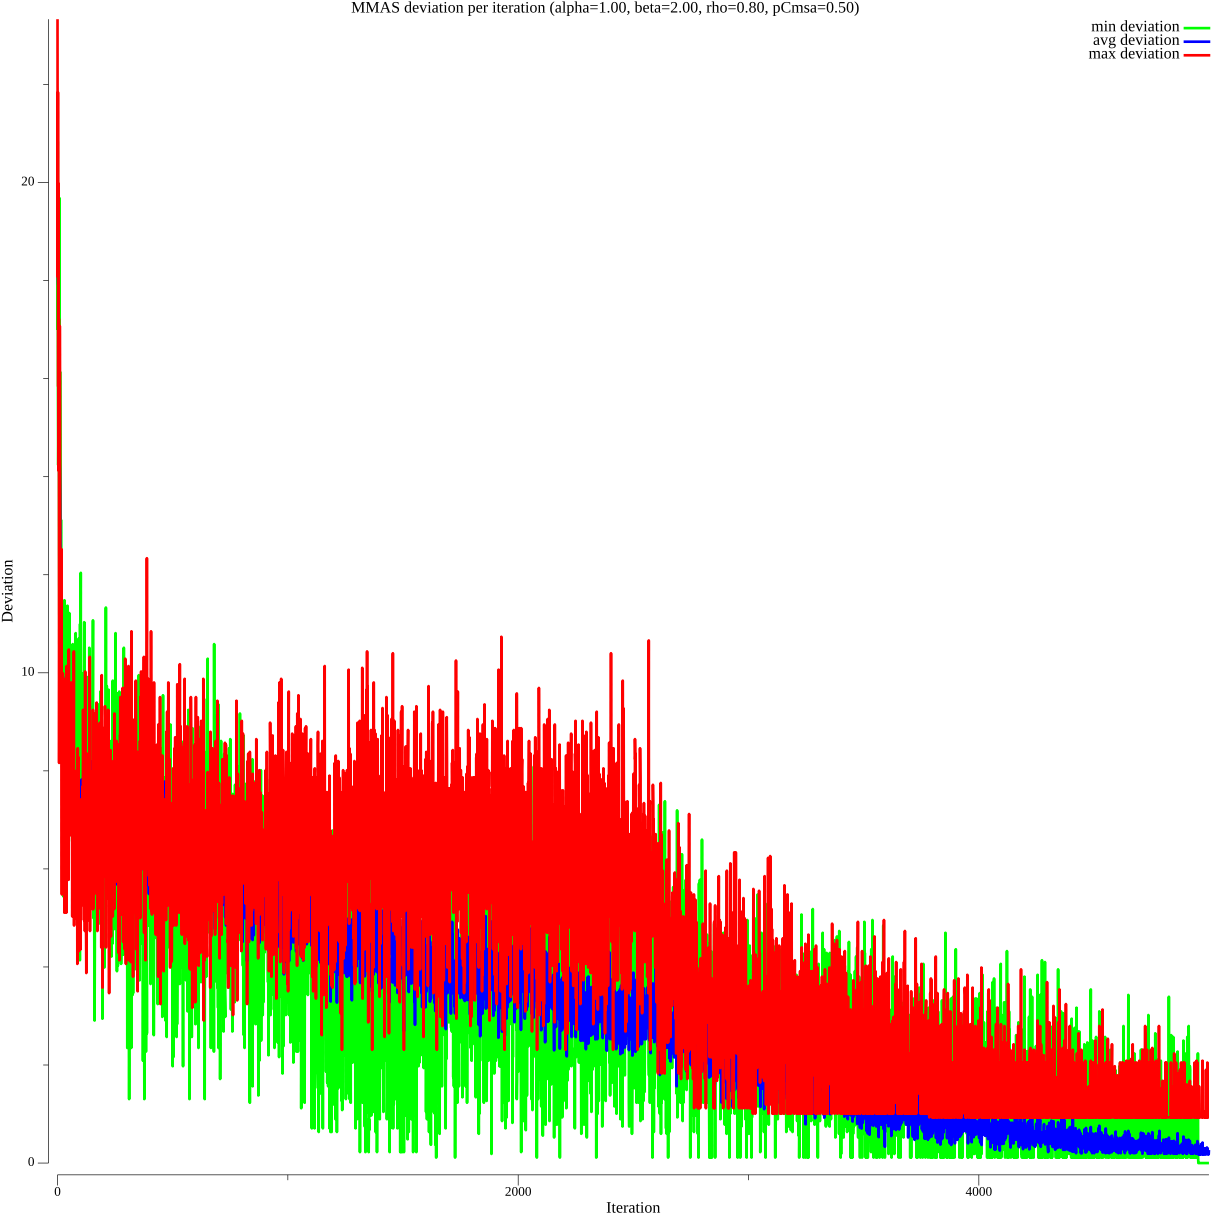 MMAS deviation per iteration (alpha=1.00, beta=2.00, rho=0.80, pCmsa=0.50)
min deviation
avg deviation
max deviation
20
10
0
Deviation
0
2000
4000
Iteration